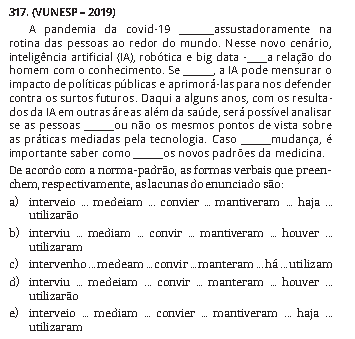 317. (VUNESP – 2019)
A pandemia da covid-19 ______assustadoramente na
rotina das pessoas ao redor do mundo. Nesse novo cenário,
inteligência artificial (IA), robótica e big data -____a relação do
homem com o conhecimento. Se ______, a IA pode mensurar o
impacto de políticas públicas e aprimorá-las para nos defender
contra os surtos futuros. Daqui a alguns anos, com os resulta-
dos da IA em outras áreas além da saúde, será possível analisar
se as pessoas ______ou não os mesmos pontos de vista sobre
as práticas mediadas pela tecnologia. Caso ______mudança, é
importante saber como ______os novos padrões da medicina.
De acordo com a norma-padrão, as formas verbais que preen-
chem, respectivamente, as lacunas do enunciado são:
a) interveio ... medeiam ... convier ... mantiveram ... haja ...
utilizarão
b) interviu ... mediam ... convir ... mantiveram ... houver ...
utilizaram
c) intervenho ... medeam ... convir ... manteram ... há ... utilizam
d) interviu ... medeiam ... convir ... manteram ... houver ...
utilizarão
e) interveio ... mediam ... convier ... mantiveram ... haja ...
utilizaram